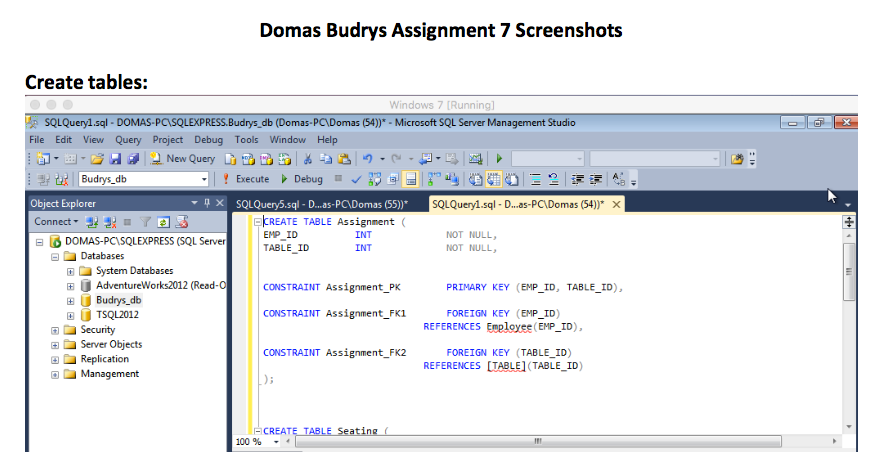 Domas Budrys Assignment 7 Screenshots
Create tables:
Windows 7 [Running]
SQLQuery1.sql - DOMAS-PC\SQLEXPRESS.Budrys_db (Domas-PC\Domas (54))* - Microsoft SQL Server Management Studio
File Edit View Query Project Debug Tools Window Help
New Query
Budrys_db Execute Debug
Object Explorer
Connect
DOMAS-PC\SQLEXPRESS (SQL Server
Databases
System Databases
AdventureWorks2012 (Read-O
Budrys_db
TSQL2012
Security
Server Objects
Replication
Management
SQLQuery5.sql - D...as-PC\Domas (55))* SQLQuery1.sql - D...as-PC\Domas (54))*
CREATE TABLE Assignment (
EMP_ID INT NOT NULL,
TABLE_ID INT NOT NULL,
CONSTRAINT Assignment_PK PRIMARY KEY (EMP_ID, TABLE_ID),
CONSTRAINT Assignment_FK1 FOREIGN KEY (EMP_ID)
REFERENCES Employee(EMP_ID),
CONSTRAINT Assignment_FK2 FOREIGN KEY (TABLE_ID)
REFERENCES [TABLE](TABLE_ID)
);
CREATE TABLE Seating (
100 %